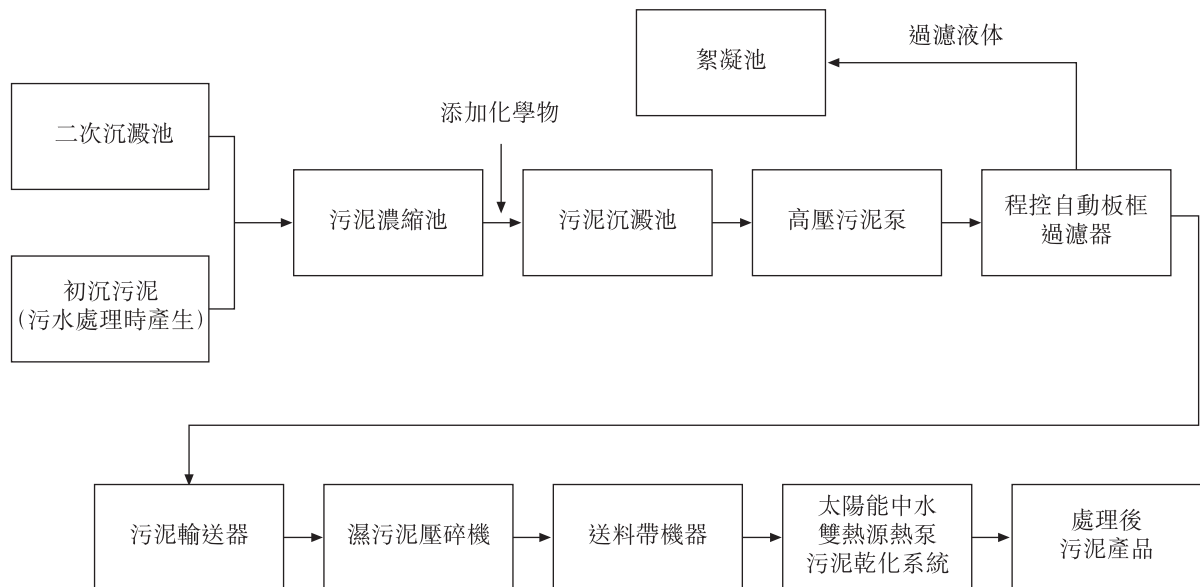 過濾液体
絮凝池
添加化學物
二次沉澱池
污泥濃縮池
污泥沉澱池
高壓污泥泵
程控自動板框
過濾器
初沉污泥
(污水處理時產生)
污泥輸送器
濕污泥壓碎機
送料帶機器
太陽能中水
雙熱源熱泵
污泥乾化系統
處理後
污泥產品